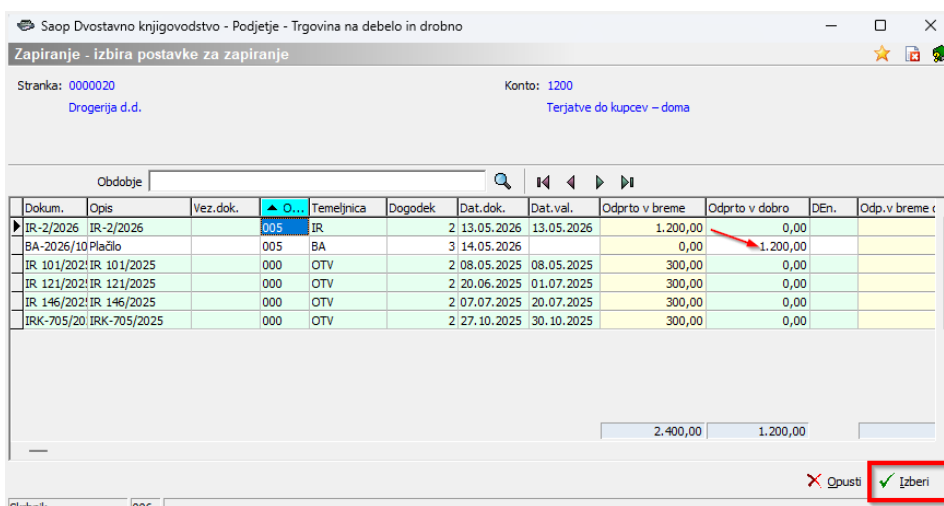 Saop Dvostavno knjigovodstvo - Podjetje - Trgovina na debelo in drobno
Zapiranje - izbira postavke za zapiranje
Stranka: 0000020 Konto: 1200
Drogerija d.d. Terjatve do kupcev – doma
Obdobje
Dokum. Opis Vez.dok. O... Temeljnica Dogodek Dat.dok. Dat.val. Odprto v breme Odprto v dobro DEn. Odp.v breme
IR-2/2026 IR-2/2026 005 IR 2 13.05.2026 13.05.2026 1.200,00 0,00
BA-2026/10 Plačilo 005 BA 3 14.05.2026 0,00 1.200,00
IR 101/202 IR 101/2025 000 OTV 2 08.05.2025 08.05.2025 300,00 0,00
IR 121/202 IR 121/2025 000 OTV 2 20.06.2025 01.07.2025 300,00 0,00
IR 146/202 IR 146/2025 000 OTV 2 07.07.2025 20.07.2025 300,00 0,00
IRK-705/20 IRK-705/2025 000 OTV 2 27.10.2025 30.10.2025 300,00 0,00
2.400,00 1.200,00
Opusti Izberi